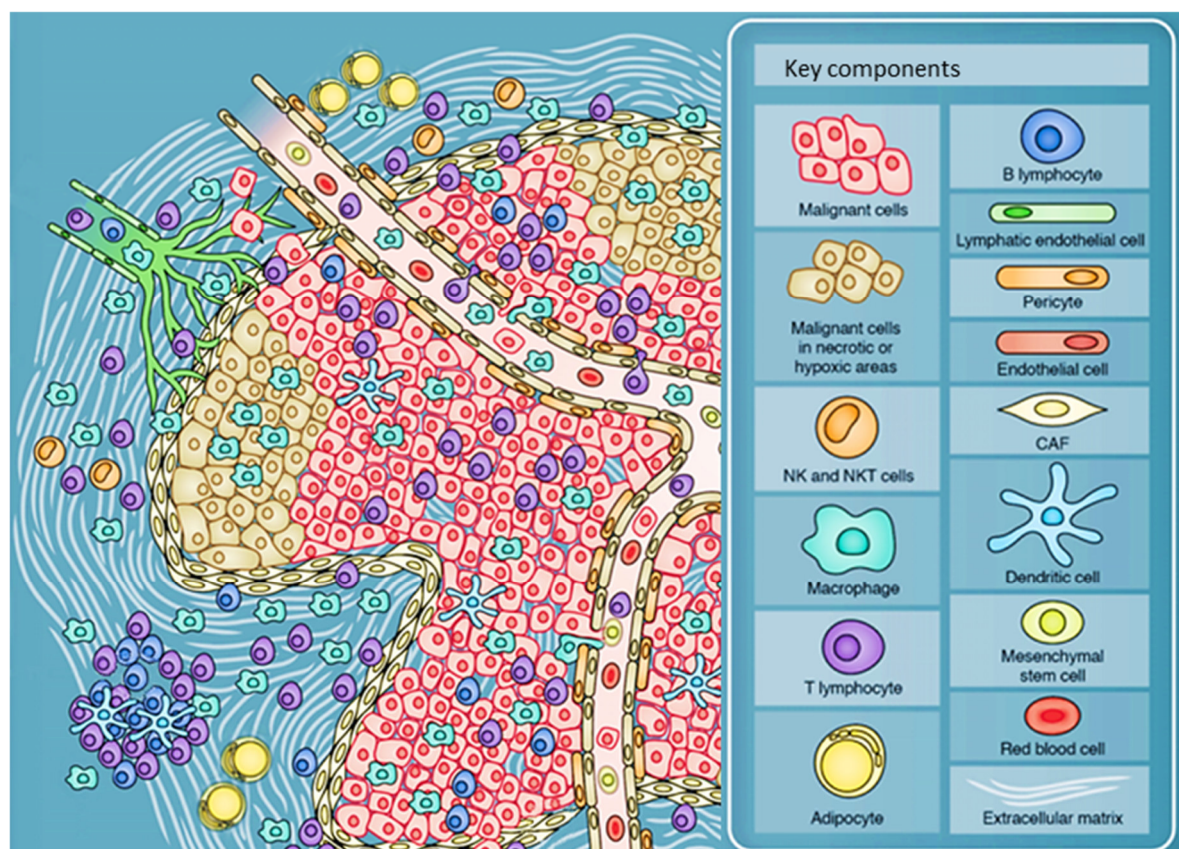 Key components
Malignant cells
Malignant cells
in necrotic or
hypoxic areas
NK and NKT cells
Macrophage
T lymphocyte
Adipocyte
B lymphocyte
Lymphatic endothelial cell
Pericyte
Endothelial cell
CAF
Dendritic cell
Mesenchymal
stem cell
Red blood cell
Extracellular matrix